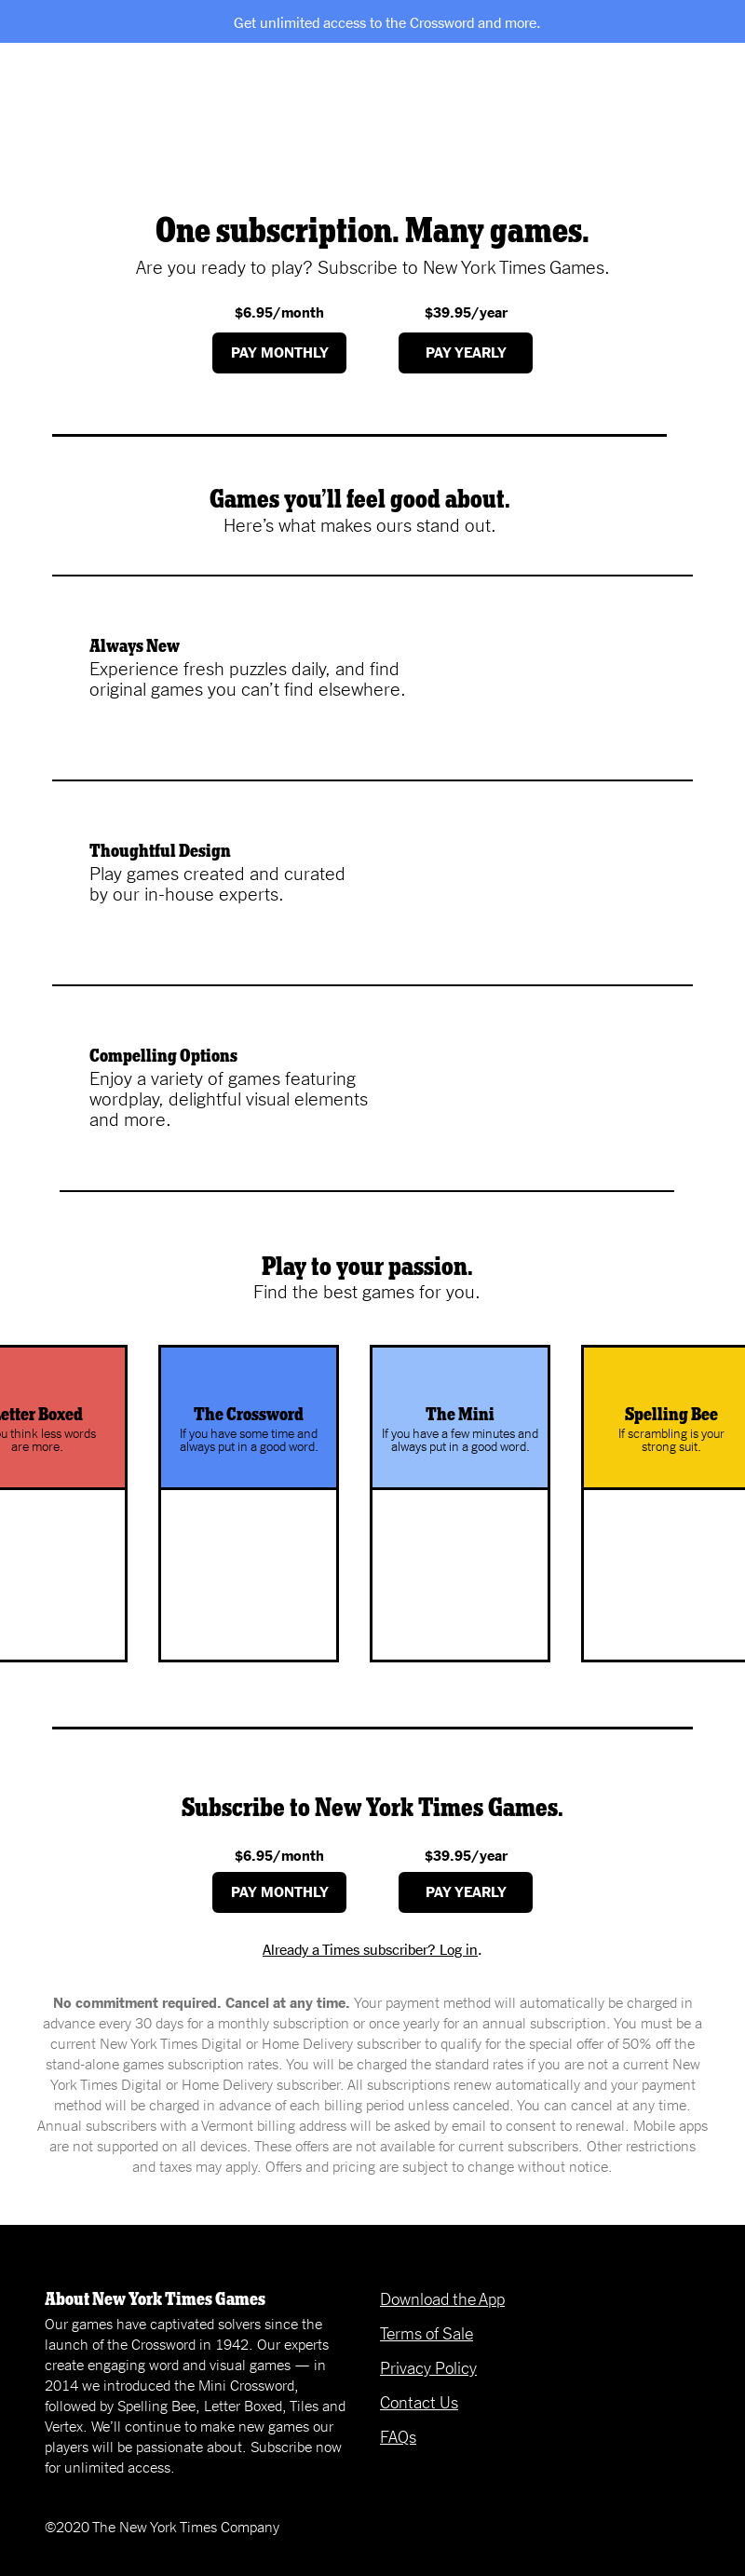 Get unlimited access to the Crossword and more.
One subscription. Many games.
Are you ready to play? Subscribe to New York Times Games.
$6.95/month
$39.95/year
PAY MONTHLY
PAY YEARLY
Games you’ll feel good about.
Here’s what makes ours stand out.
Always New
Experience fresh puzzles daily, and find
original games you can’t find elsewhere.
Thoughtful Design
Play games created and curated
by our in-house experts.
Compelling Options
Enjoy a variety of games featuring
wordplay, delightful visual elements
and more.
Play to your passion.
Find the best games for you.
etter Boxed
u think less words
are more.
The Crossword
If you have some time and
always put in a good word.
The Mini
If you have a few minutes and
always put in a good word.
Spelling Bee
If scrambling is your
strong suit.
Subscribe to New York Times Games.
$6.95/month
$39.95/year
PAY MONTHLY
PAY YEARLY
Already a Times subscriber? Log in.
No commitment required. Cancel at any time. Your payment method will automatically be charged in
advance every 30 days for a monthly subscription or once yearly for an annual subscription. You must be a
current New York Times Digital or Home Delivery subscriber to qualify for the special offer of 50% off the
stand-alone games subscription rates. You will be charged the standard rates if you are not a current New
York Times Digital or Home Delivery subscriber. All subscriptions renew automatically and your payment
method will be charged in advance of each billing period unless canceled. You can cancel at any time.
Annual subscribers with a Vermont billing address will be asked by email to consent to renewal. Mobile apps
are not supported on all devices. These offers are not available for current subscribers. Other restrictions
and taxes may apply. Offers and pricing are subject to change without notice.
About New York Times Games
Our games have captivated solvers since the
launch of the Crossword in 1942. Our experts
create engaging word and visual games — in
2014 we introduced the Mini Crossword,
followed by Spelling Bee, Letter Boxed, Tiles and
Vertex. We’ll continue to make new games our
players will be passionate about. Subscribe now
for unlimited access.
Download the App
Terms of Sale
Privacy Policy
Contact Us
FAQs
©2020 The New York Times Company